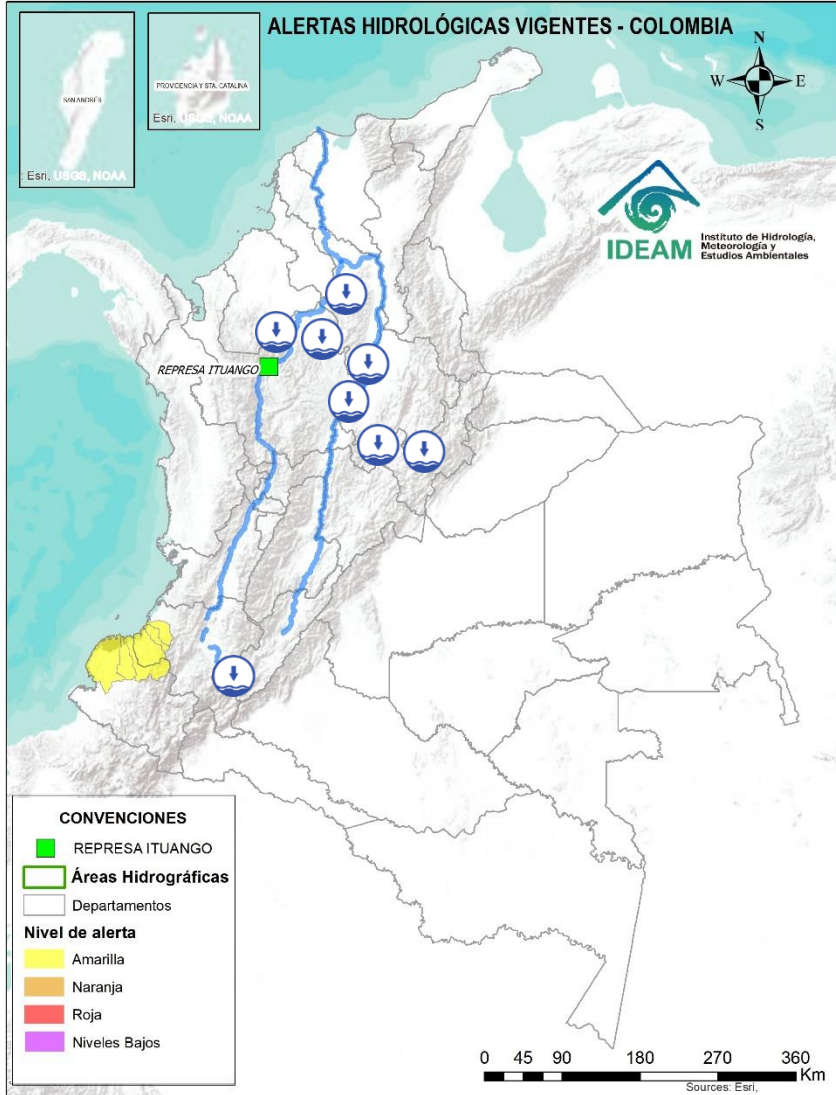 ALERTAS HIDROLÓGICAS VIGENTES - COLOMBIA
SAN ANDRÉS
: Esri, USGS, NOAA
PROVIDENCIA Y STA. CATALINA
Esri, USGS, NOAA
N
W
E
S
IDEAM
Instituto de Hidrología,
Meteorología y
Estudios Ambientales
REPRESA ITUANGO
CONVENCIONES
REPRESA ITUANGO
Áreas Hidrográficas
Departamentos
Nivel de alerta
Amarilla
Naranja
Roja
Niveles Bajos
0 45 90 180 270 360
Km
Sources: Esri,